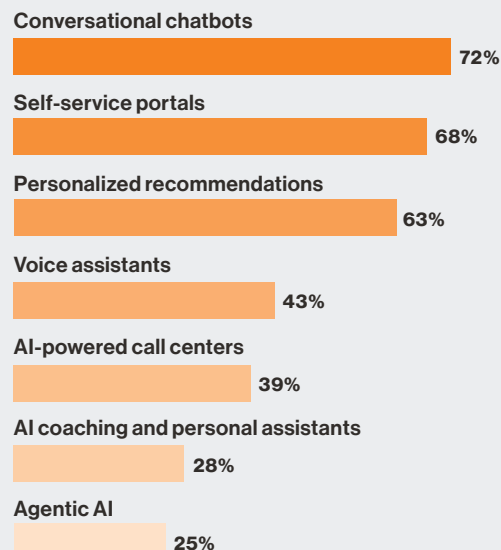 Conversational chatbots
72%
Self-service portals
68%
Personalized recommendations
63%
Voice assistants
43%
AI-powered call centers
39%
AI coaching and personal assistants
28%
Agentic AI
25%